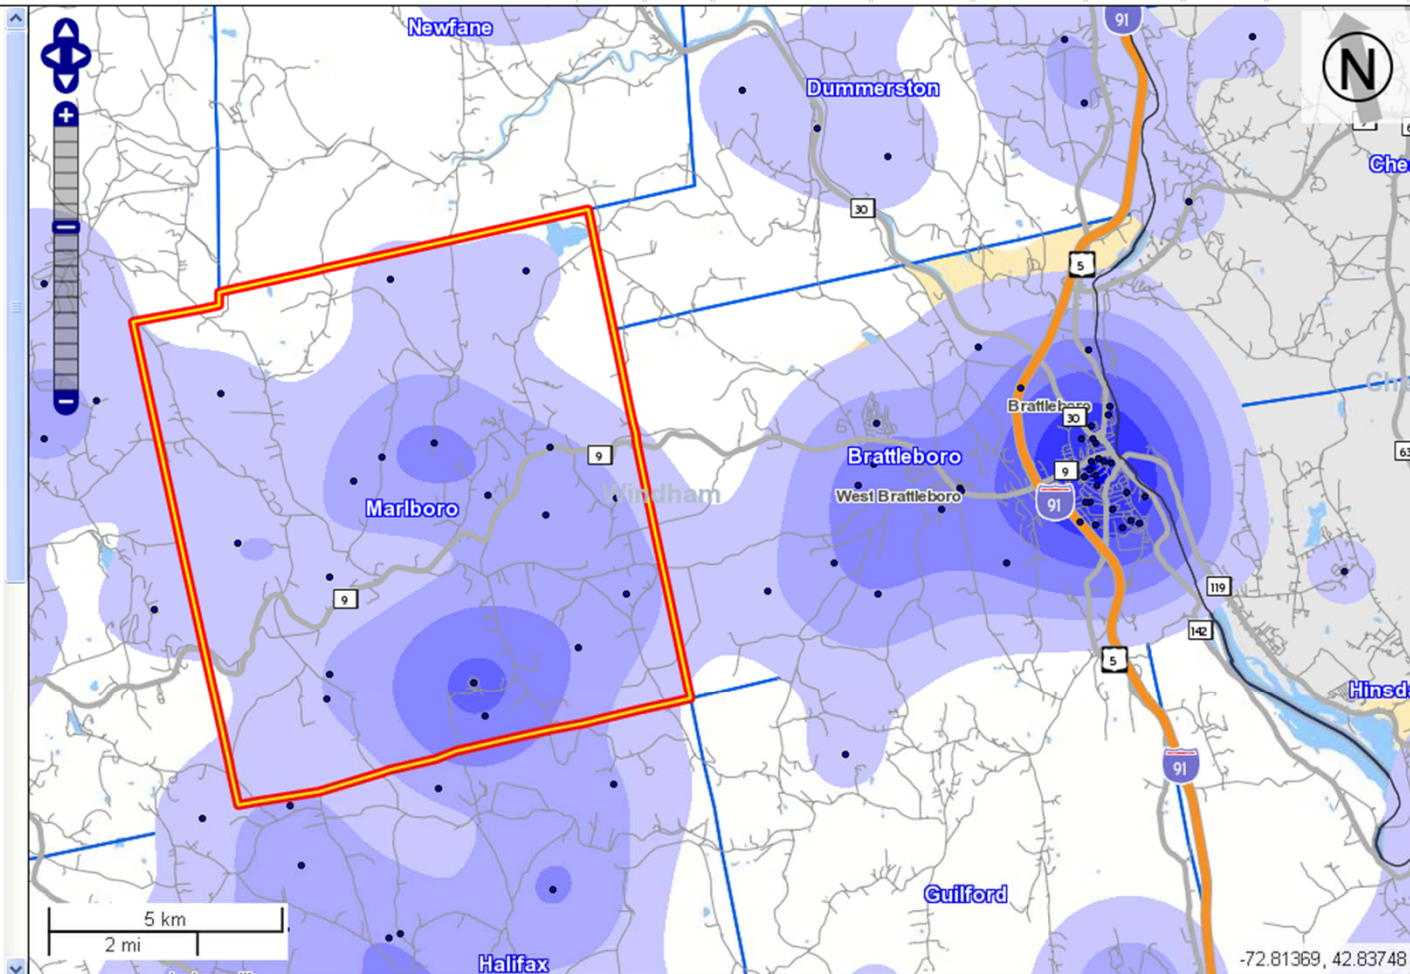 91
Newfane
N
Dummerston
Che
30
5
Ch
Brattleboro
30
9
Brattleboro
63
9
West Brattleboro
Windham
91
Marlboro
9
119
142
5
Hinsd
91
Guilford
5 km
2 mi
Halifax
-72.81369, 42.83748